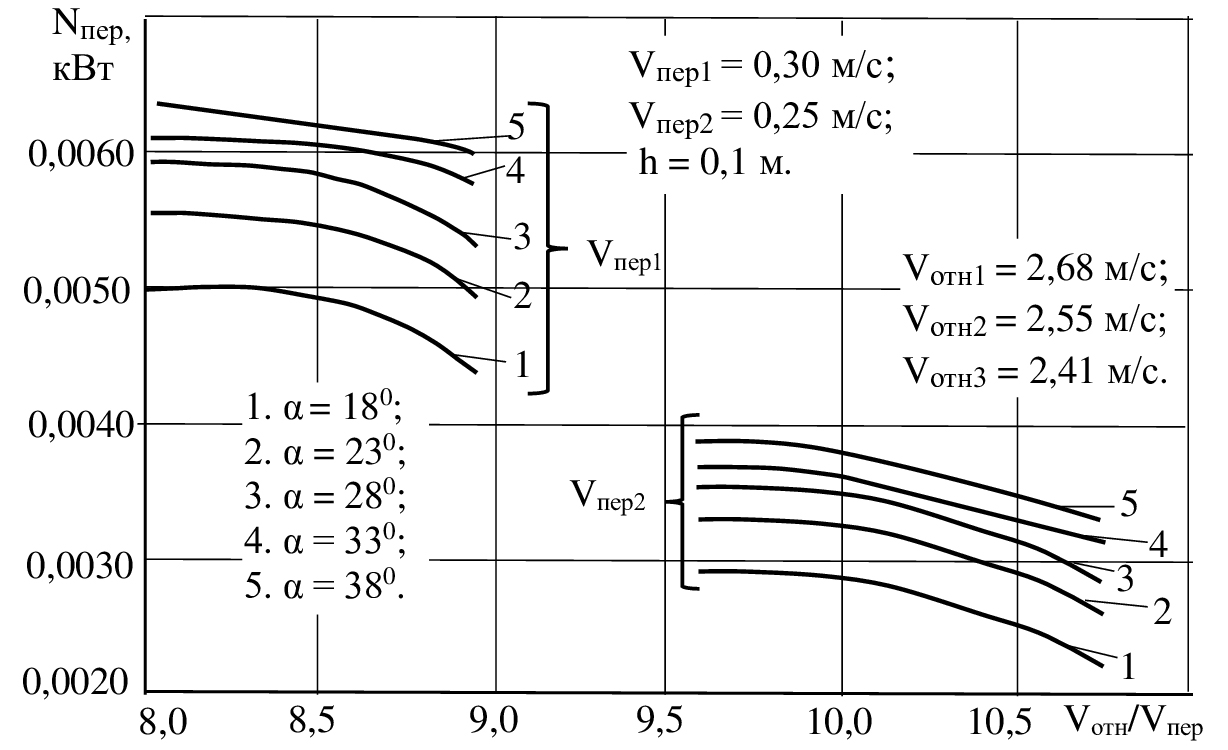 Nпер,
кВт
Vпер1 = 0,30 м/с;
Vпер2 = 0,25 м/с;
h = 0,1 м.
0,0060
0,0050
0,0040
0,0030
0,0020
5
4
3
2
1
Vпер1
Vотн1 = 2,68 м/с;
Vотн2 = 2,55 м/с;
Vотн3 = 2,41 м/с.
1. α = 18⁰;
2. α = 23⁰;
3. α = 28⁰;
4. α = 33⁰;
5. α = 38⁰.
Vпер2
5
4
3
2
1
8,0 8,5 9,0 9,5 10,0 10,5 Vотн/Vпер